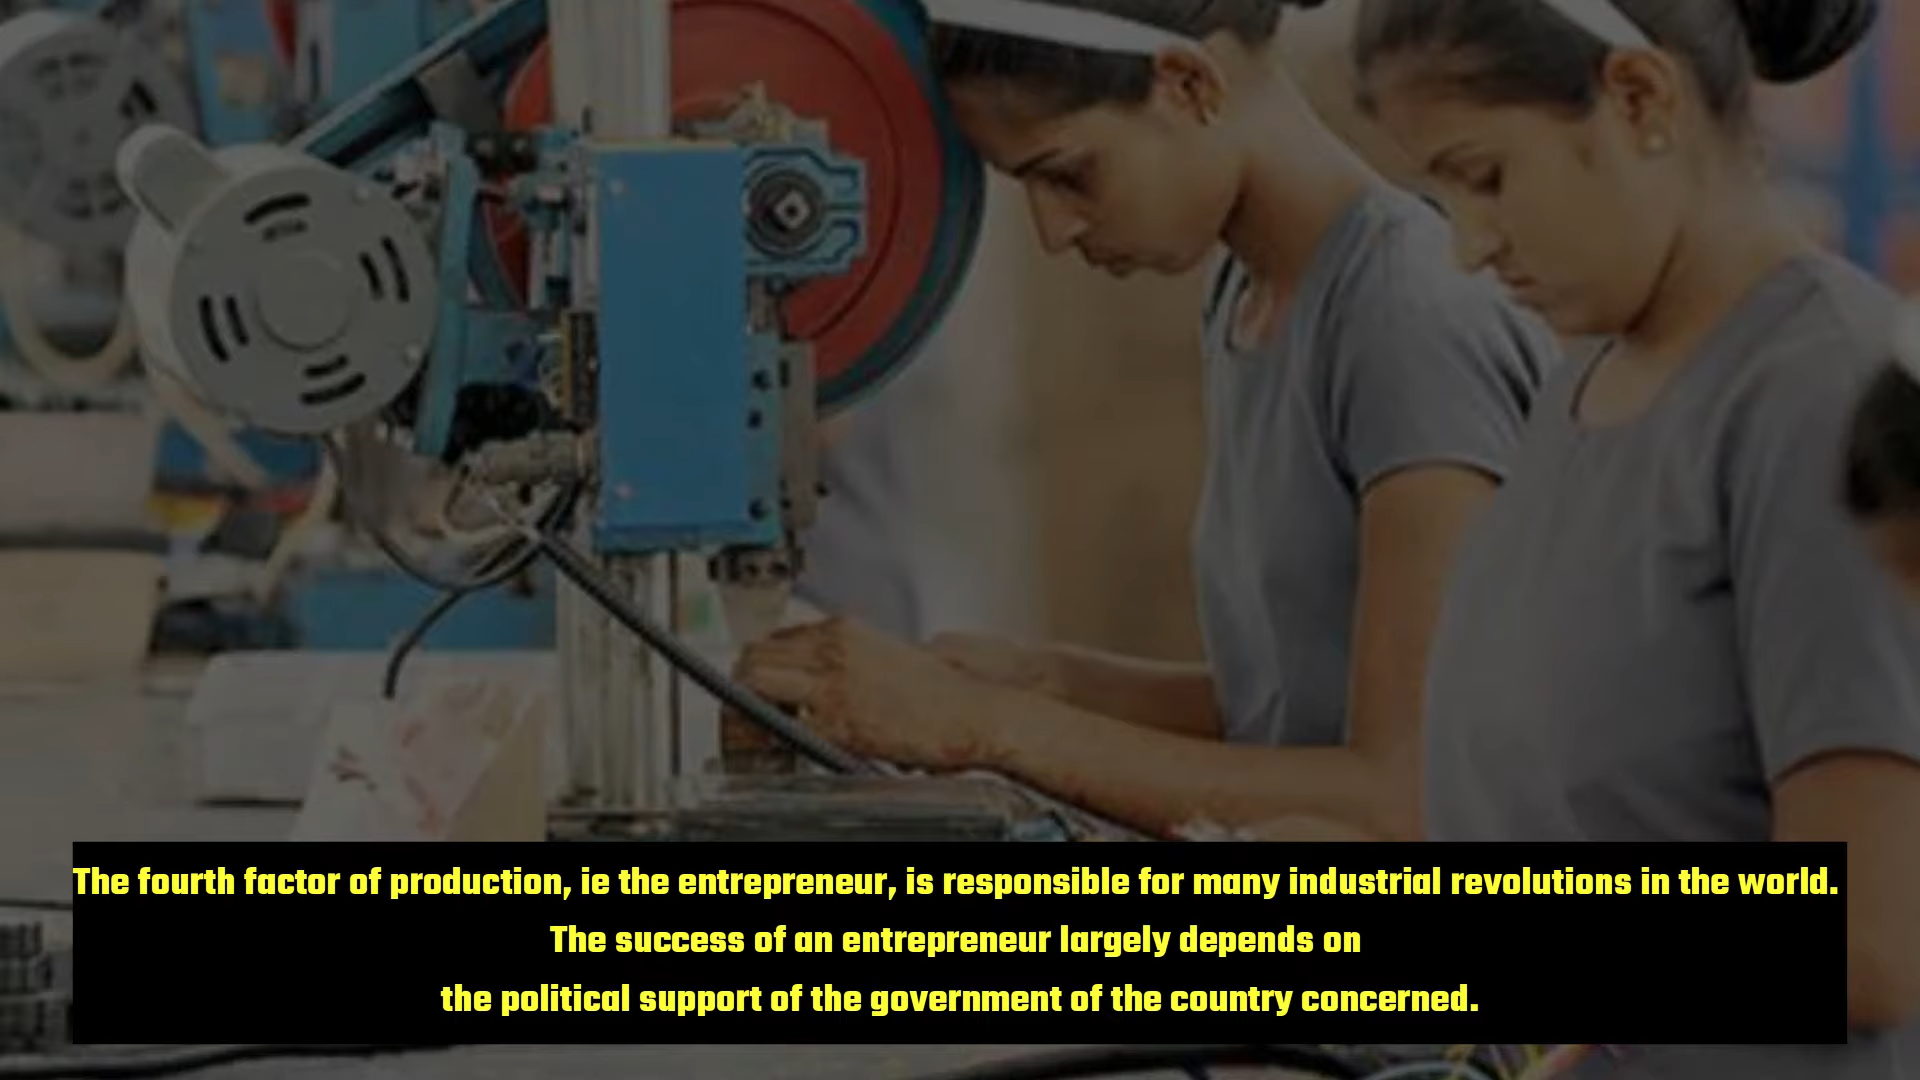 The fourth factor of production, ie the entrepreneur, is responsible for many industrial revolutions in the world.
The success of an entrepreneur largely depends on
the political support of the government of the country concerned.